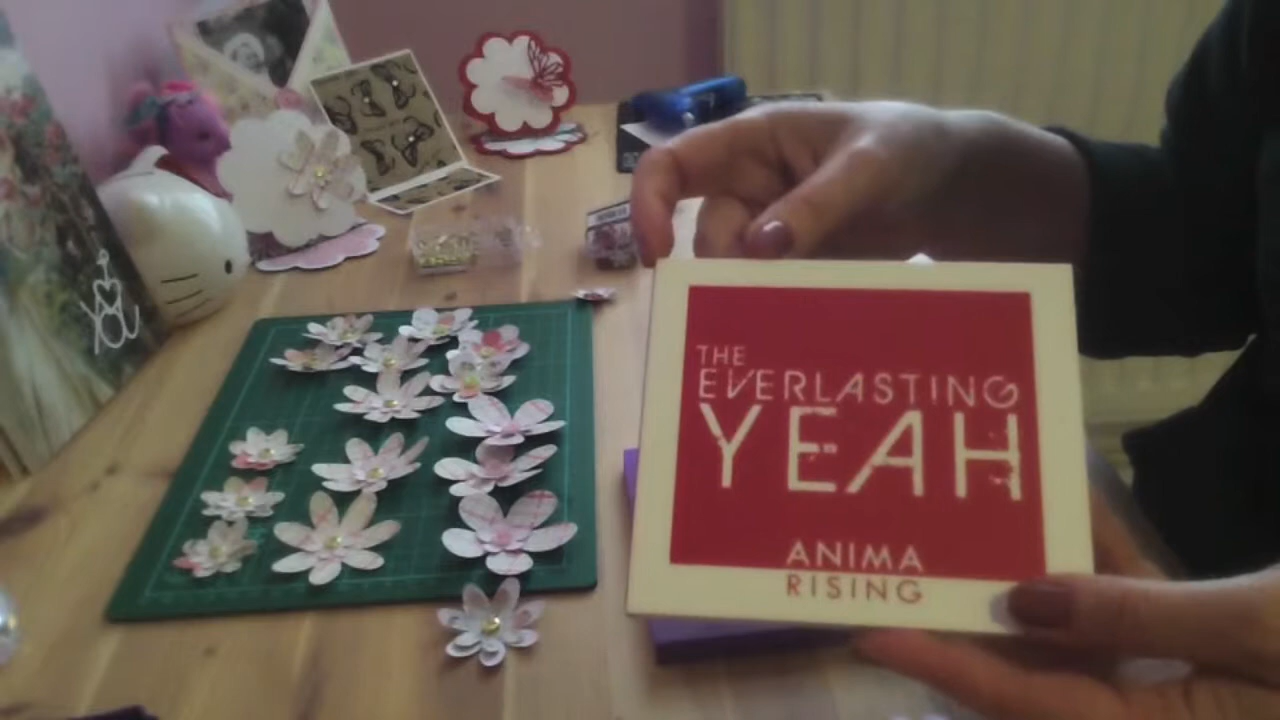 THE
EVERLASTING
YEAH
ANIMA
RISING